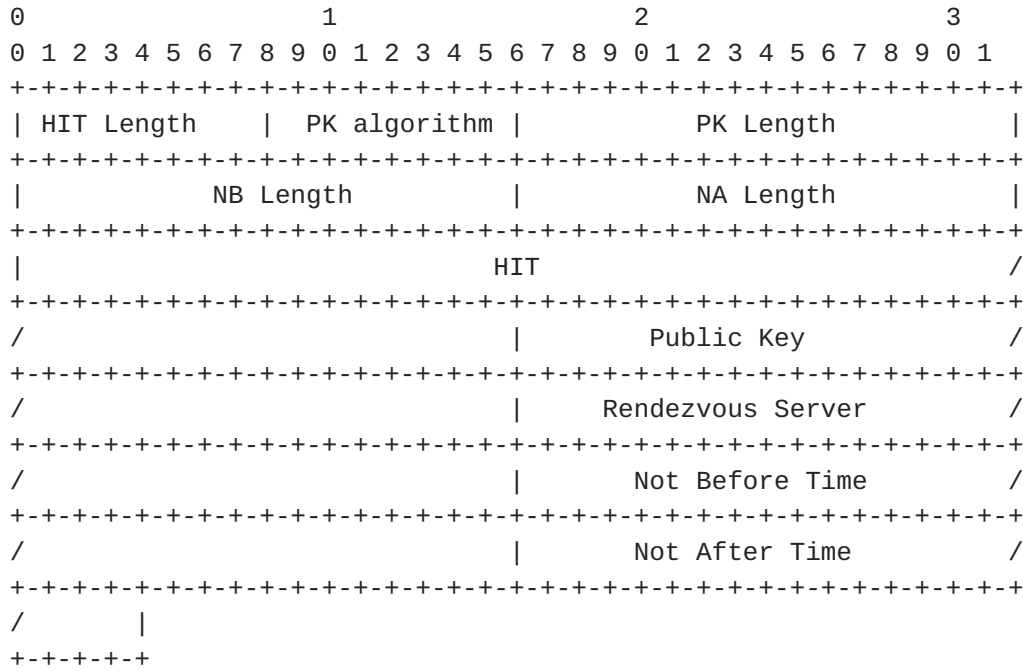 0                   1                   2                   3
0 1 2 3 4 5 6 7 8 9 0 1 2 3 4 5 6 7 8 9 0 1 2 3 4 5 6 7 8 9 0 1
+-+-+-+-+-+-+-+-+-+-+-+-+-+-+-+-+-+-+-+-+-+-+-+-+-+-+-+-+-+-+-+-+
| HIT Length    |  PK algorithm |           PK Length           |
+-+-+-+-+-+-+-+-+-+-+-+-+-+-+-+-+-+-+-+-+-+-+-+-+-+-+-+-+-+-+-+-+
|            NB Length          |           NA Length           |
+-+-+-+-+-+-+-+-+-+-+-+-+-+-+-+-+-+-+-+-+-+-+-+-+-+-+-+-+-+-+-+-+
|                              HIT                              /
+-+-+-+-+-+-+-+-+-+-+-+-+-+-+-+-+-+-+-+-+-+-+-+-+-+-+-+-+-+-+-+-+
/                               |        Public Key             /
+-+-+-+-+-+-+-+-+-+-+-+-+-+-+-+-+-+-+-+-+-+-+-+-+-+-+-+-+-+-+-+-+
/                               |     Rendezvous Server         /
+-+-+-+-+-+-+-+-+-+-+-+-+-+-+-+-+-+-+-+-+-+-+-+-+-+-+-+-+-+-+-+-+
/                               |       Not Before Time         /
+-+-+-+-+-+-+-+-+-+-+-+-+-+-+-+-+-+-+-+-+-+-+-+-+-+-+-+-+-+-+-+-+
/                               |       Not After Time          /
+-+-+-+-+-+-+-+-+-+-+-+-+-+-+-+-+-+-+-+-+-+-+-+-+-+-+-+-+-+-+-+-+
/       |
+-+-+-+-+